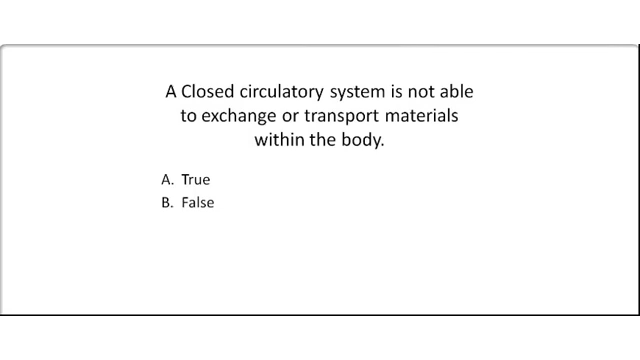 A Closed circulatory system is not able
to exchange or transport materials
within the body.
A. True
B. False